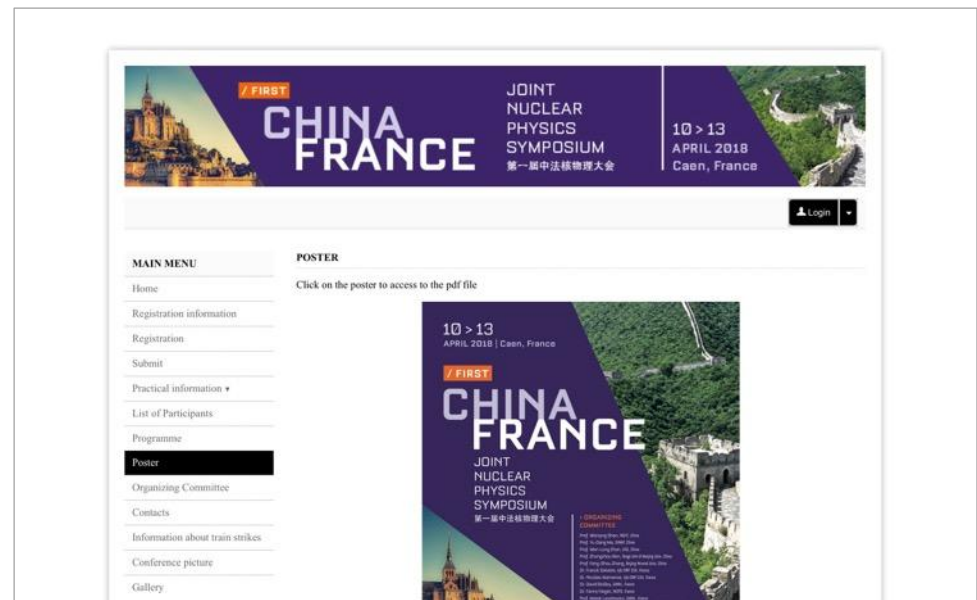 / FIRST
CHINA
FRANCE
JOINT
NUCLEAR
PHYSICS
SYMPOSIUM
第一届中法核物理大会
10 > 13
APRIL 2018
Caen, France
Login
MAIN MENU
Home
Registration information
Registration
Submit
Practical information ▾
List of Participants
Programme
Poster
Organizing Committee
Contacts
Information about train strikes
Conference picture
Gallery
POSTER
Click on the poster to access to the pdf file
10 > 13
APRIL 2018 | Caen, France
/ FIRST
CHINA
FRANCE
JOINT
NUCLEAR
PHYSICS
SYMPOSIUM
第一届中法核物理大会
/ ORGANIZING
COMMITTEE